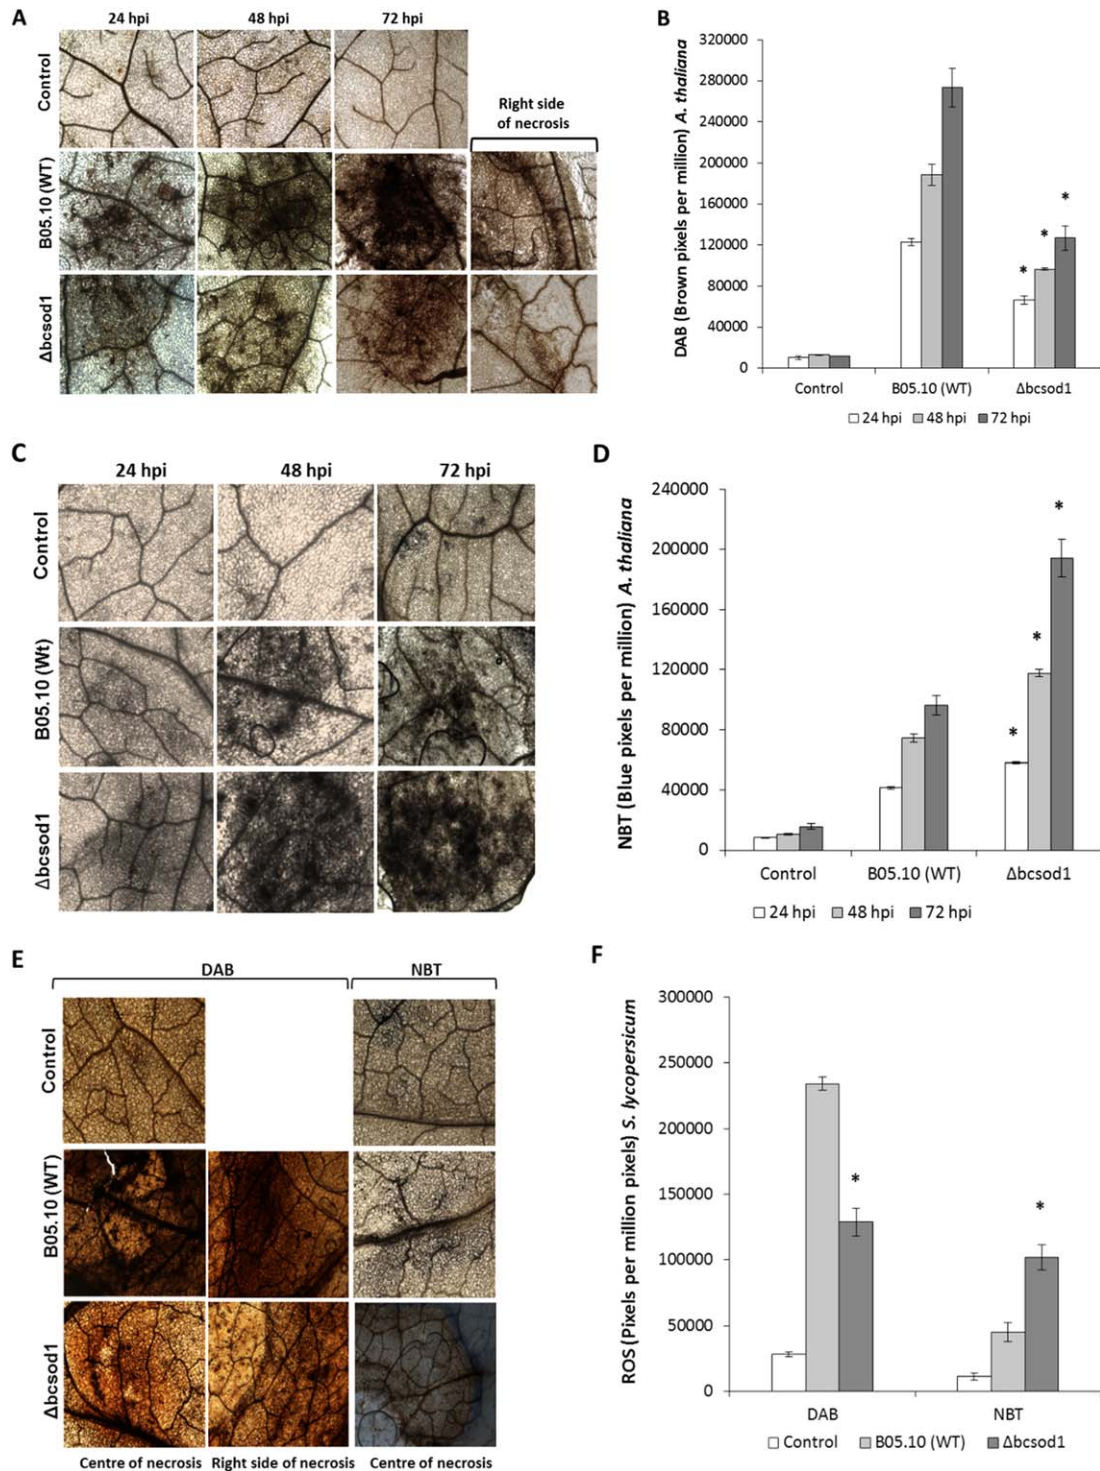 A
24 hpi
48 hpi
72 hpi
Control
Right side
of necrosis
B05.10 (WT)
Δbcsod1
B
DAB (Brown pixels per million) A. thaliana
320000
280000
240000
200000
160000
120000
80000
40000
0
*
*
*
Control
B05.10 (WT)
Δbcsod1
24 hpi
48 hpi
72 hpi
C
24 hpi
48 hpi
72 hpi
Control
B05.10 (Wt)
Δbcsod1
D
NBT (Blue pixels per million) A. thaliana
240000
200000
160000
120000
80000
40000
0
*
*
*
Control
B05.10 (WT)
Δbcsod1
24 hpi
48 hpi
72 hpi
E
DAB
NBT
Control
B05.10 (WT)
Δbcsod1
Centre of necrosis
Right side of necrosis
Centre of necrosis
F
ROS (Pixels per million pixels) S. lycopersicum
300000
250000
200000
150000
100000
50000
0
*
*
DAB
NBT
Control
B05.10 (WT)
Δbcsod1